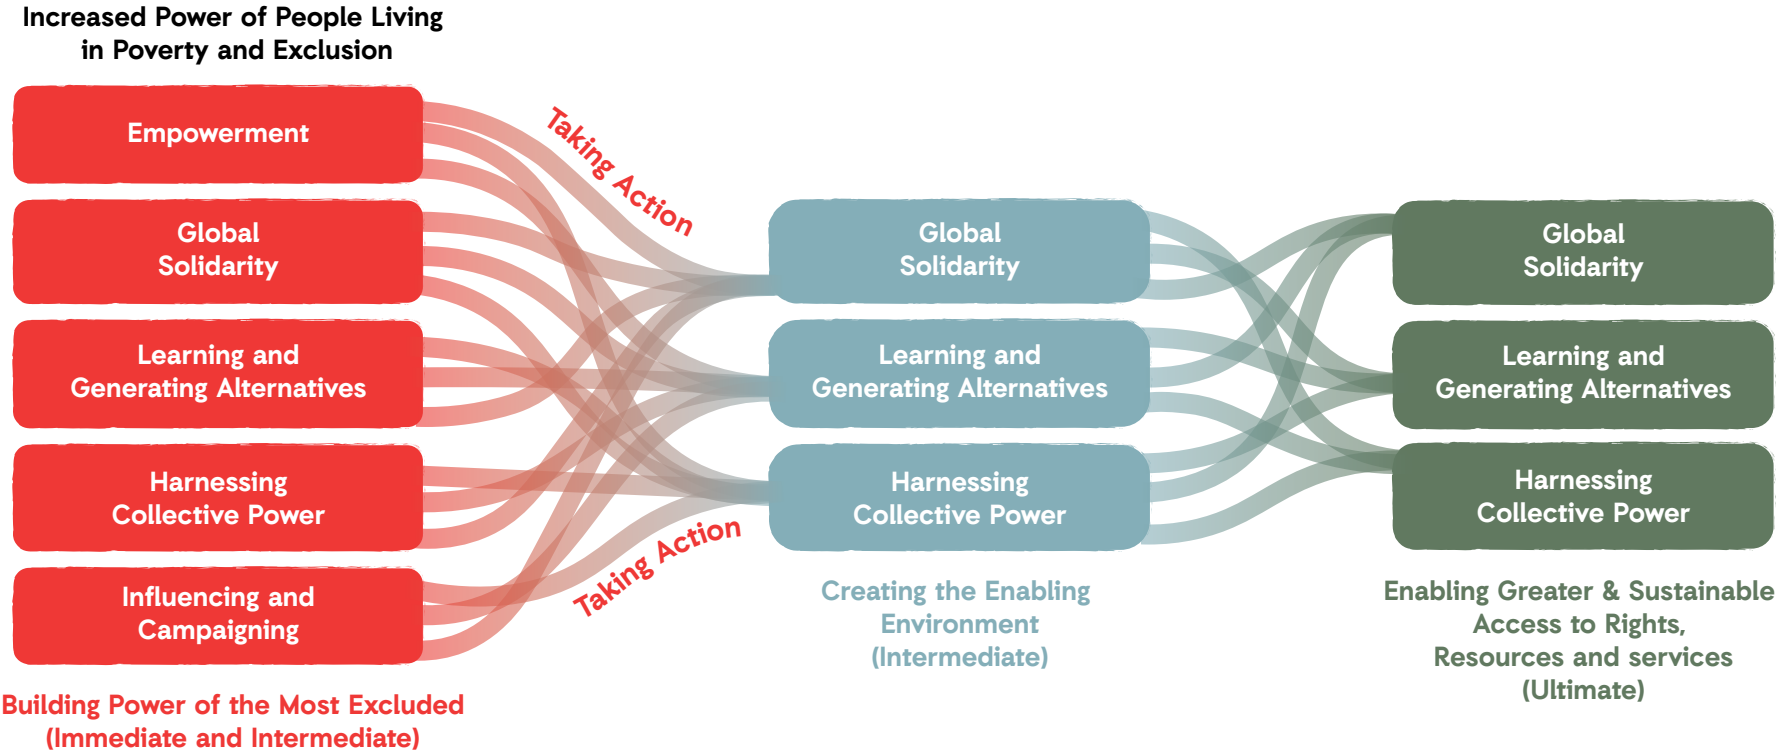 Increased Power of People Living
in Poverty and Exclusion
Empowerment
Global
Solidarity
Learning and
Generating Alternatives
Harnessing
Collective Power
Influencing and
Campaigning
Building Power of the Most Excluded
(Immediate and Intermediate)
Taking Action
Taking Action
Global
Solidarity
Learning and
Generating Alternatives
Harnessing
Collective Power
Creating the Enabling
Environment
(Intermediate)
Global
Solidarity
Learning and
Generating Alternatives
Harnessing
Collective Power
Enabling Greater & Sustainable
Access to Rights,
Resources and services
(Ultimate)